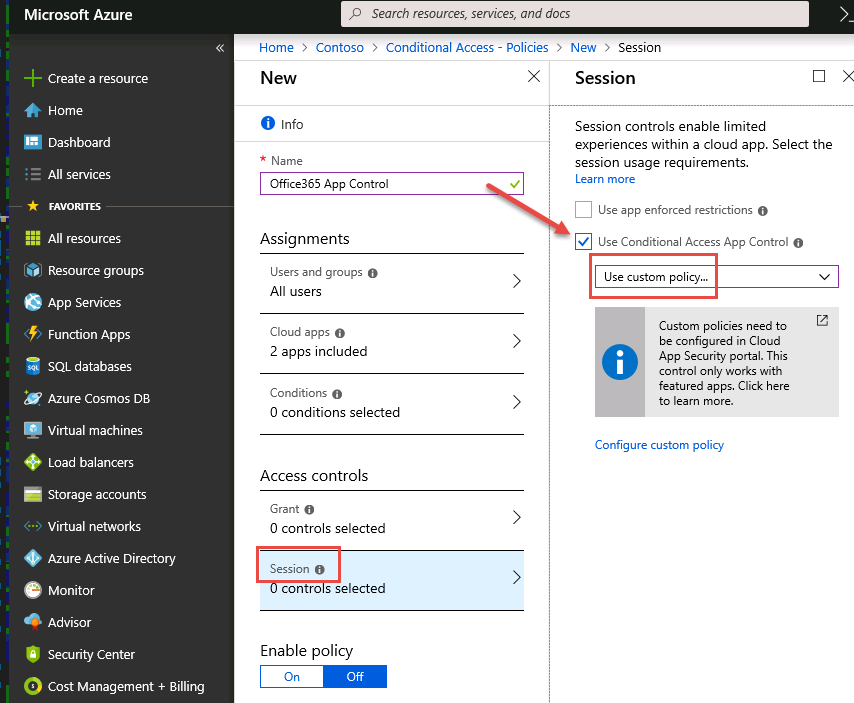 Microsoft Azure
Search resources, services, and docs
Create a resource
Home
Dashboard
All services
FAVORITES
All resources
Resource groups
App Services
Function Apps
SQL databases
Azure Cosmos DB
Virtual machines
Load balancers
Storage accounts
Virtual networks
Azure Active Directory
Monitor
Advisor
Security Center
Cost Management + Billing
Home > Contoso > Conditional Access - Policies > New > Session
New
Info
* Name
Office365 App Control
Assignments
Users and groups
All users
Cloud apps
2 apps included
Conditions
0 conditions selected
Access controls
Grant
0 controls selected
Session
0 controls selected
Enable policy
On Off
Session
Session controls enable limited
experiences within a cloud app. Select the
session usage requirements.
Learn more
Use app enforced restrictions
Use Conditional Access App Control
Use custom policy...
Custom policies need to
be configured in Cloud
App Security portal. This
control only works with
featured apps. Click here
to learn more.
Configure custom policy